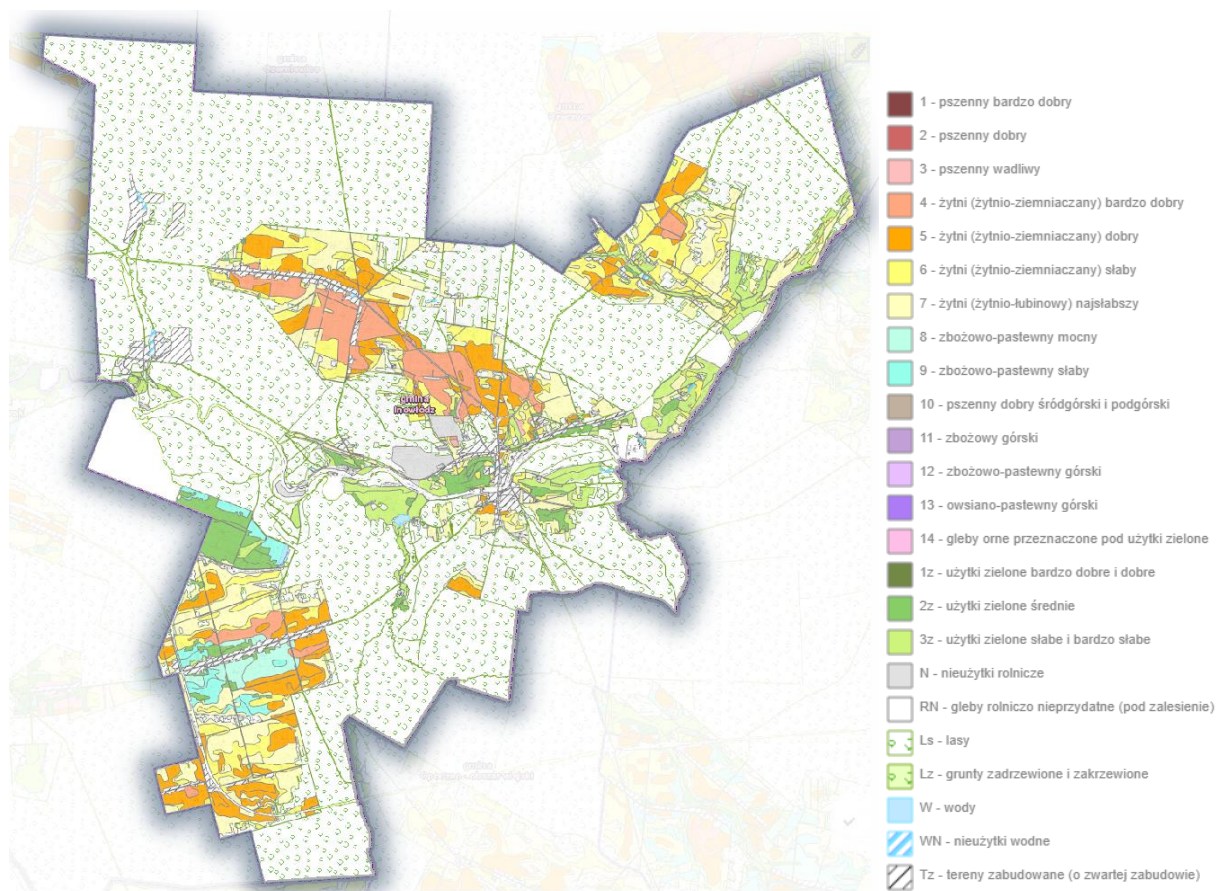 gmina
Inowłódz
gmina
1 - pszenny bardzo dobry
2 - pszenny dobry
3 - pszenny wadliwy
4 - żytni (żytnio-ziemniaczany) bardzo dobry
5 - żytni (żytnio-ziemniaczany) dobry
6 - żytni (żytnio-ziemniaczany) słaby
7 - żytni (żytnio-łubinowy) najsłabszy
8 - zbożowo-pastewny mocny
9 - zbożowo-pastewny słaby
10 - pszenny dobry śródgórski i podgórski
11 - zbożowy górski
12 - zbożowo-pastewny górski
13 - owsiano-pastewny górski
14 - gleby orne przeznaczone pod użytki zielone
1z - użytki zielone bardzo dobre i dobre
2z - użytki zielone średnie
3z - użytki zielone słabe i bardzo słabe
N - nieużytki rolnicze
RN - gleby rolniczo nieprzydatne (pod zalesienie)
Ls - lasy
Lz - grunty zadrzewione i zakrzewione
W - wody
WN - nieużytki wodne
Tz - tereny zabudowane (o zwartej zabudowie)